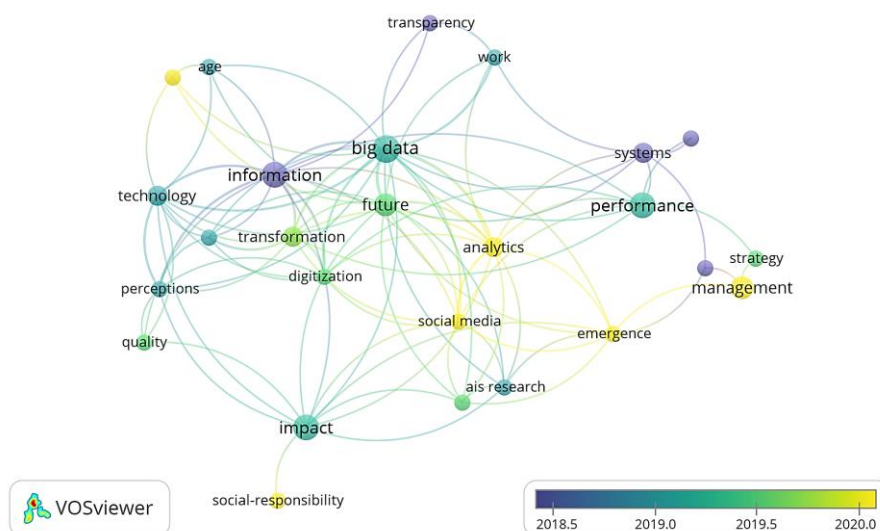 transparency
work
age
big data
systems
information
technology
future
performance
transformation
analytics
strategy
digitization
perceptions
management
social media
emergence
quality
ais research
impact
social-responsibility
VOSviewer
2018.5 2019.0 2019.5 2020.0